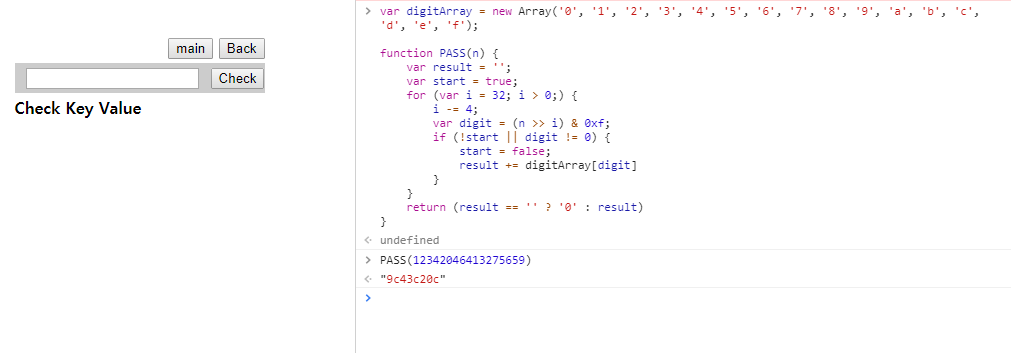 main Back
Check
Check Key Value
> var digitArray = new Array('0', '1', '2', '3', '4', '5', '6', '7', '8', '9', 'a', 'b', 'c',
'd', 'e', 'f');
function PASS(n) {
var result = '';
var start = true;
for (var i = 32; i > 0;) {
i -= 4;
var digit = (n >> i) & 0xf;
if (!start || digit != 0) {
start = false;
result += digitArray[digit]
}
}
return (result == '' ? '0' : result)
}
undefined
> PASS(12342046413275659)
"9c43c20c"
>